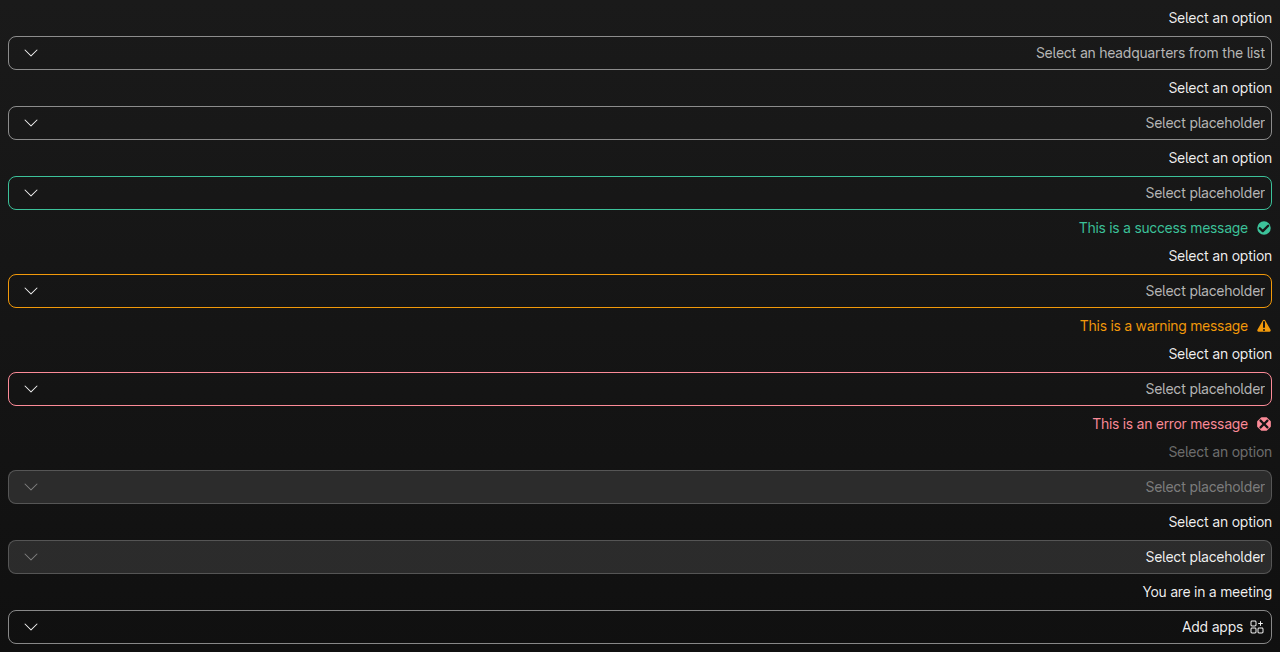 Select an option
Select an headquarters from the list
Select an option
Select placeholder
Select an option
Select placeholder
This is a success message
Select an option
Select placeholder
This is a warning message
Select an option
Select placeholder
This is an error message
Select an option
Select placeholder
Select an option
Select placeholder
You are in a meeting
Add apps